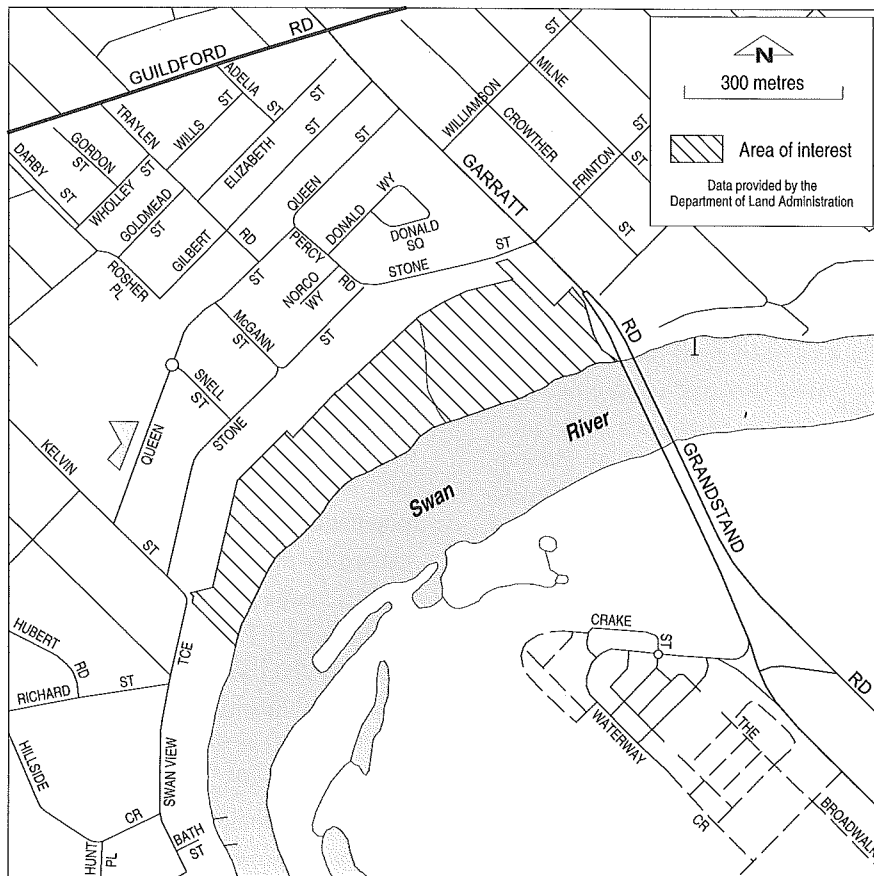 GUILDFORD RD
ADELIA ST
TRAYLEN
WILLS ST
GORDON ST
DARBY ST
WHOLLEY ST
GOLDMEAD ST
ELIZABETH ST
GILBERT RD
ROSHER PL
QUEEN ST
PERCY RD
DONALD WY
DONALD SQ
NORCO WY
McGANN ST
STONE ST
SNELL ST
STONE ST
QUEEN ST
KELVIN ST
WILLIAMSON ST
MILNE ST
CROWTHER ST
FRINTON ST
GARRATT RD
N
300 metres
Area of interest
Data provided by the
Department of Land Administration
Swan River
GRANDSTAND RD
CRAKE ST
WATERWAY CR
THE BROADWALK
HUBERT RD
RICHARD ST
HILLSIDE CR
SWAN VIEW TCE
BATH ST
HUNT PL